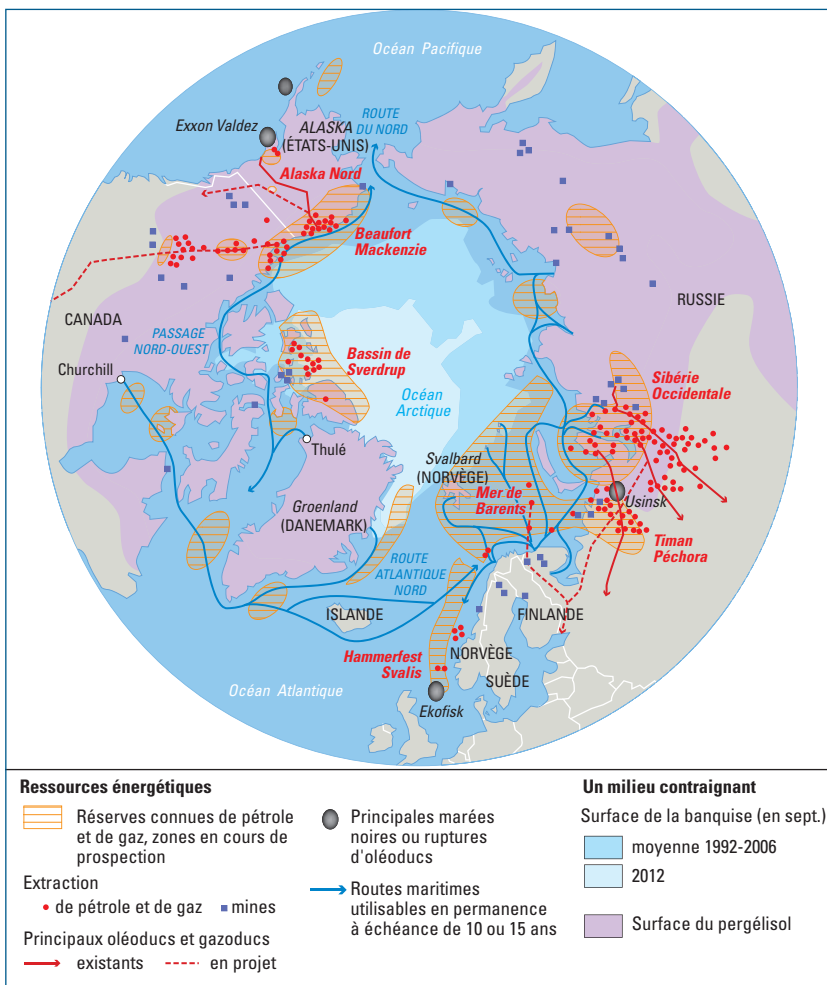 Océan Pacifique
Exxon Valdez
ALASKA
(ÉTATS-UNIS)
ROUTE
DU NORD
Alaska Nord
Beaufort
Mackenzie
RUSSIE
CANADA
PASSAGE
NORD-OUEST
Churchill
Bassin de
Sverdrup
Sibérie
Occidentale
Océan
Arctique
Thulé
Svalbard
(NORVÈGE)
Mer de
Barents
Usinsk
Groenland
(DANEMARK)
Timan
Péchora
ROUTE
ATLANTIQUE
NORD
ISLANDE
FINLANDE
Hammerfest
Svalis
NORVÈGE
SUÈDE
Océan Atlantique
Ekofisk
Ressources énergétiques
Réserves connues de pétrole
et de gaz, zones en cours de
prospection
Extraction
de pétrole et de gaz
mines
Principaux oléoducs et gazoducs
existants
en projet
Principales marées
noires ou ruptures
d'oléoducs
Routes maritimes
utilisables en permanence
à échéance de 10 ou 15 ans
Un milieu contraignant
Surface de la banquise (en sept.)
moyenne 1992-2006
2012
Surface du pergélisol